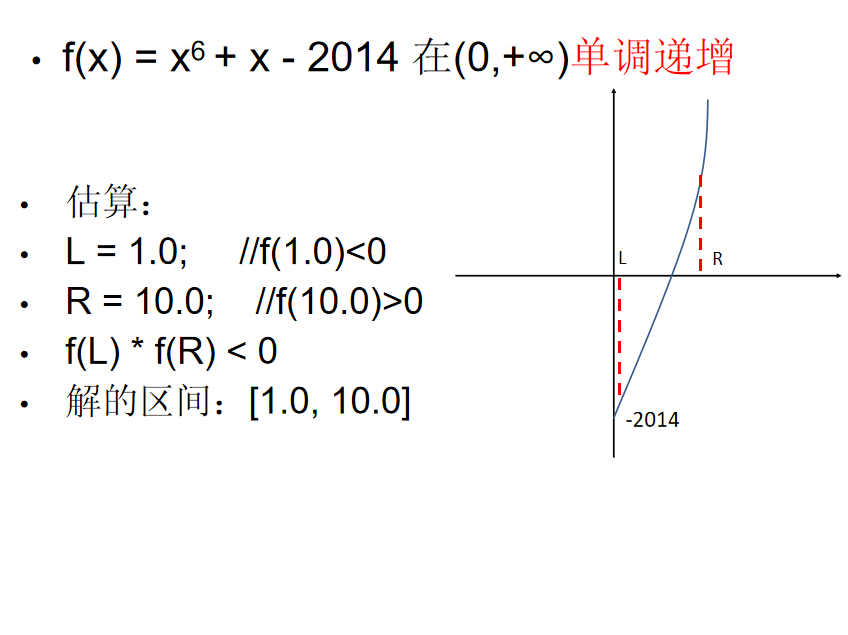 • f(x) = x⁶ + x - 2014 在(0,+∞)单调递增
• 估算：
• L = 1.0; //f(1.0)<0
• R = 10.0; //f(10.0)>0
• f(L) * f(R) < 0
• 解的区间：[1.0, 10.0]
L R
-2014